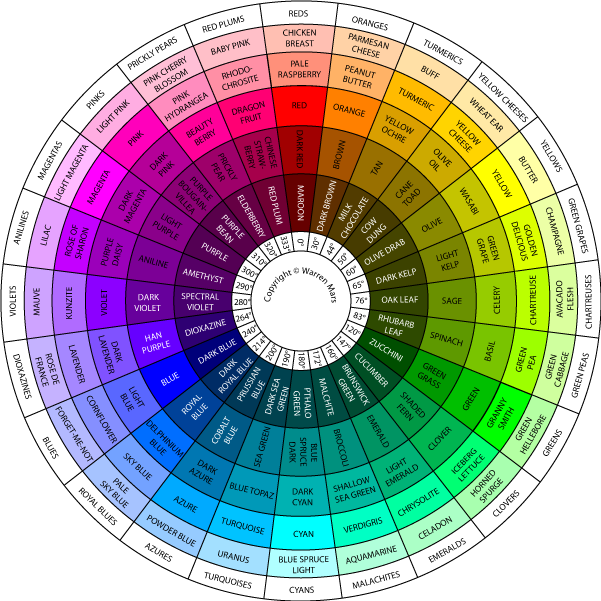 REDS
ORANGES
TURMERICS
YELLOW CHEESES
YELLOWS
GREEN GRAPES
GREEN PEAS
GREENS
CLOVERS
EMERALDS
MALACHITES
CYANS
TURQUOISES
AZURES
ROYAL BLUES
BLUES
DIOXAZINES
VIOLETS
ANILINES
MAGENTAS
PINKS
PRICKLY PEARS
RED PLUMS
CHICKEN
BREAST
PARMESAN
CHEESE
BUFF
WHEAT EAR
BUTTER
CHAMPAGNE
AVOCADO
FLESH
GREEN
CABBAGE
GREEN
HELLEBORE
HORNED
SPURGE
CELADON
AQUAMARINE
BLUE SPRUCE
LIGHT
URANUS
POWDER BLUE
PALE
SKY BLUE
FORGET-ME-NOT
ROSE DE
FRANCE
MAUVE
LILAC
LIGHT MAGENTA
LIGHT PINK
PINK CHERRY
BLOSSOM
BABY PINK
PALE
RASPBERRY
PEANUT
BUTTER
TURMERIC
YELLOW
CHEESE
YELLOW
GOLDEN
DELICIOUS
CHARTREUSE
GREEN
PEA
GRANNY
SMITH
ICEBERG
LETTUCE
CHRYSOLITE
VERDIGRIS
CYAN
TURQUOISE
AZURE
SKY BLUE
CORNFLOWER
LAVENDER
KUNZITE
ROSE OF
SHARON
MAGENTA
PINK
PINK
HYDRANGEA
RHODO-
CHROSITE
RED
ORANGE
YELLOW
OCHRE
OLIVE
OIL
WASABI
GREEN
GRAPE
CELERY
BASIL
GREEN
CLOVER
LIGHT
EMERALD
SHALLOW
SEA GREEN
DARK
CYAN
BLUE TOPAZ
DARK
AZURE
DELPHINIUM
BLUE
LIGHT
BLUE
DARK
LAVENDER
VIOLET
PURPLE
DAISY
DARK
MAGENTA
DARK
PINK
BEAUTY
BERRY
DRAGON
FRUIT
DARK RED
BROWN
TAN
CANE
TOAD
OLIVE
LIGHT
KELP
SAGE
SPINACH
GREEN
GRASS
SHADED
FERN
EMERALD
BROCCOLI
BLUE
SPRUCE
DARK
SEA GREEN
COBALT
BLUE
ROYAL
BLUE
BLUE
HAN
PURPLE
DARK
VIOLET
ANILINE
LIGHT
PURPLE
PURPLE
BOUGAIN-
VILLEA
PRICKLY
PEAR
CHINESE
STRAW
BERRY
MAROON
DARK BROWN
MILK
CHOCOLATE
COW
DUNG
OLIVE DRAB
DARK KELP
OAK LEAF
RHUBARB
LEAF
ZUCCHINI
CUCUMBER
BRUNSWICK
GREEN
MALCHITE
PTHALO
GREEN
DARK SEA
GREEN
PRUSSIAN
BLUE
DARK
ROYAL BLUE
DARK BLUE
DIOXAZINE
SPECTRAL
VIOLET
AMETHYST
PURPLE
PURPLE
BEAN
ELDERBERRY
RED PLUM
0°
30°
44°
50°
60°
65°
76°
83°
120°
147°
160°
172°
180°
190°
200°
214°
240°
264°
280°
290°
300°
310°
320°
333°
Copyright © Warren Mars